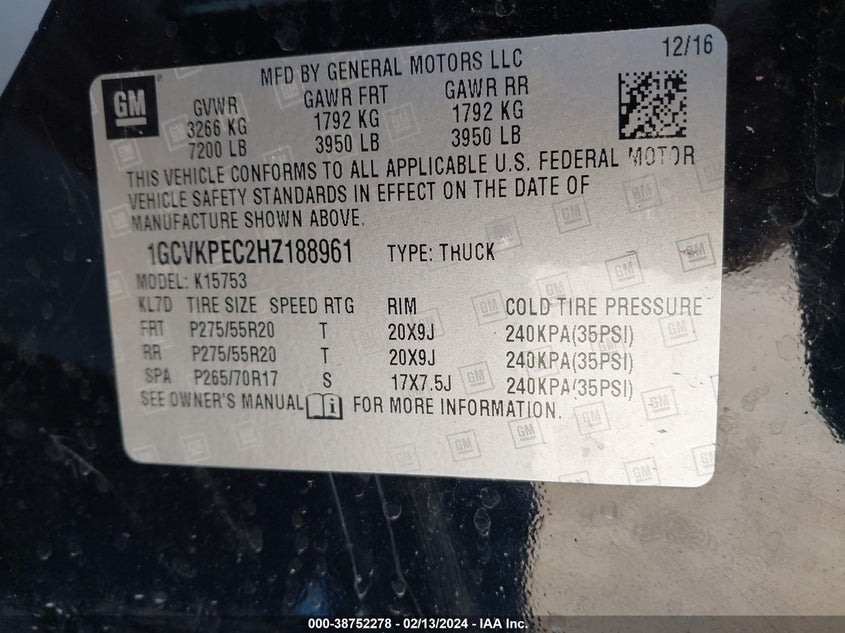 12/16
MFD BY GENERAL MOTORS LLC
GM
GVWR GAWR FRT GAWR RR
3266 KG 1792 KG 1792 KG
7200 LB 3950 LB 3950 LB
THIS VEHICLE CONFORMS TO ALL APPLICABLE U.S. FEDERAL MOTOR
VEHICLE SAFETY STANDARDS IN EFFECT ON THE DATE OF
MANUFACTURE SHOWN ABOVE.
1GCVKPEC2HZ188961 TYPE: TRUCK
MODEL: K15753
KL7D TIRE SIZE SPEED RTG RIM COLD TIRE PRESSURE
FRT P275/55R20 T 20X9J 240KPA(35PSI)
RR P275/55R20 T 20X9J 240KPA(35PSI)
SPA P265/70R17 S 17X7.5J 240KPA(35PSI)
SEE OWNER'S MANUAL i FOR MORE INFORMATION.
000-38752278 - 02/13/2024 - IAA Inc.